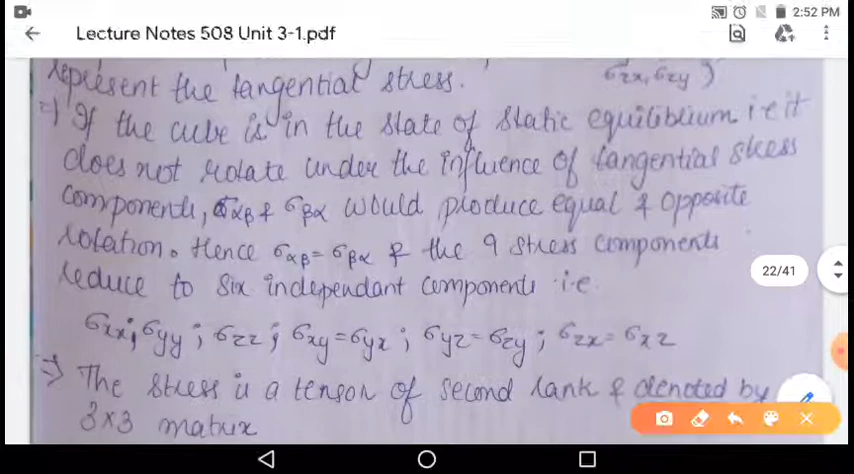 2:52 PM
Lecture Notes 508 Unit 3-1.pdf
represent the tangential stress. σzx, σzy )
=) If the cube is in the state of static equilibrium i.e it
does not rotate under the influence of tangential stress
components, σαβ & σβα would produce equal & opposite
rotation. Hence σαβ = σβα & the 9 stress components
reduce to six independant components i.e.
22/41
σxx; σyy; σzz; σxy=σyx; σyz=σzy; σzx=σxz
=> The stress is a tensor of second rank & denoted by
3x3 matrix